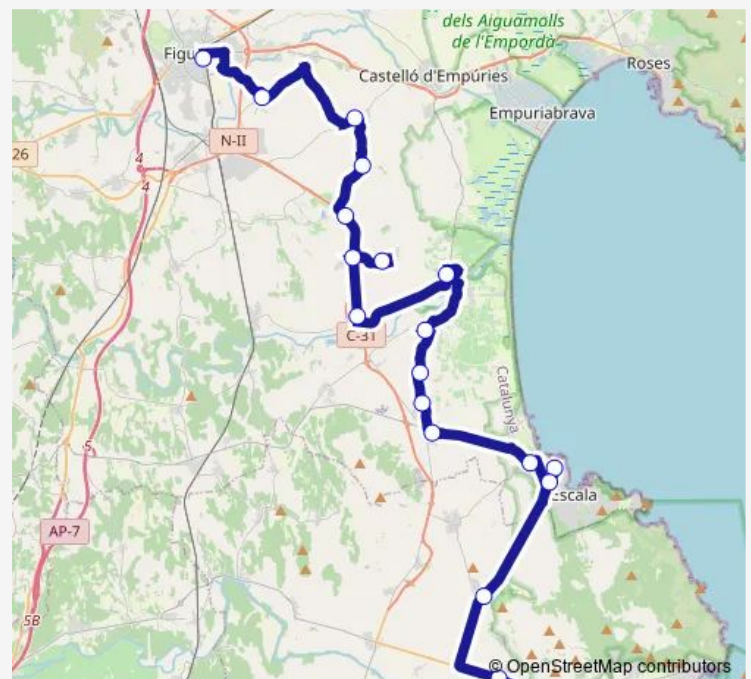 dels Aiguamolls
de l'Empordà
Figu
Roses
Castelló d'Empúries
Empuriabrava
N-II
26
4
4
C-31
Catalunya
5
Escala
AP-7
5B
© OpenStreetMap contributors